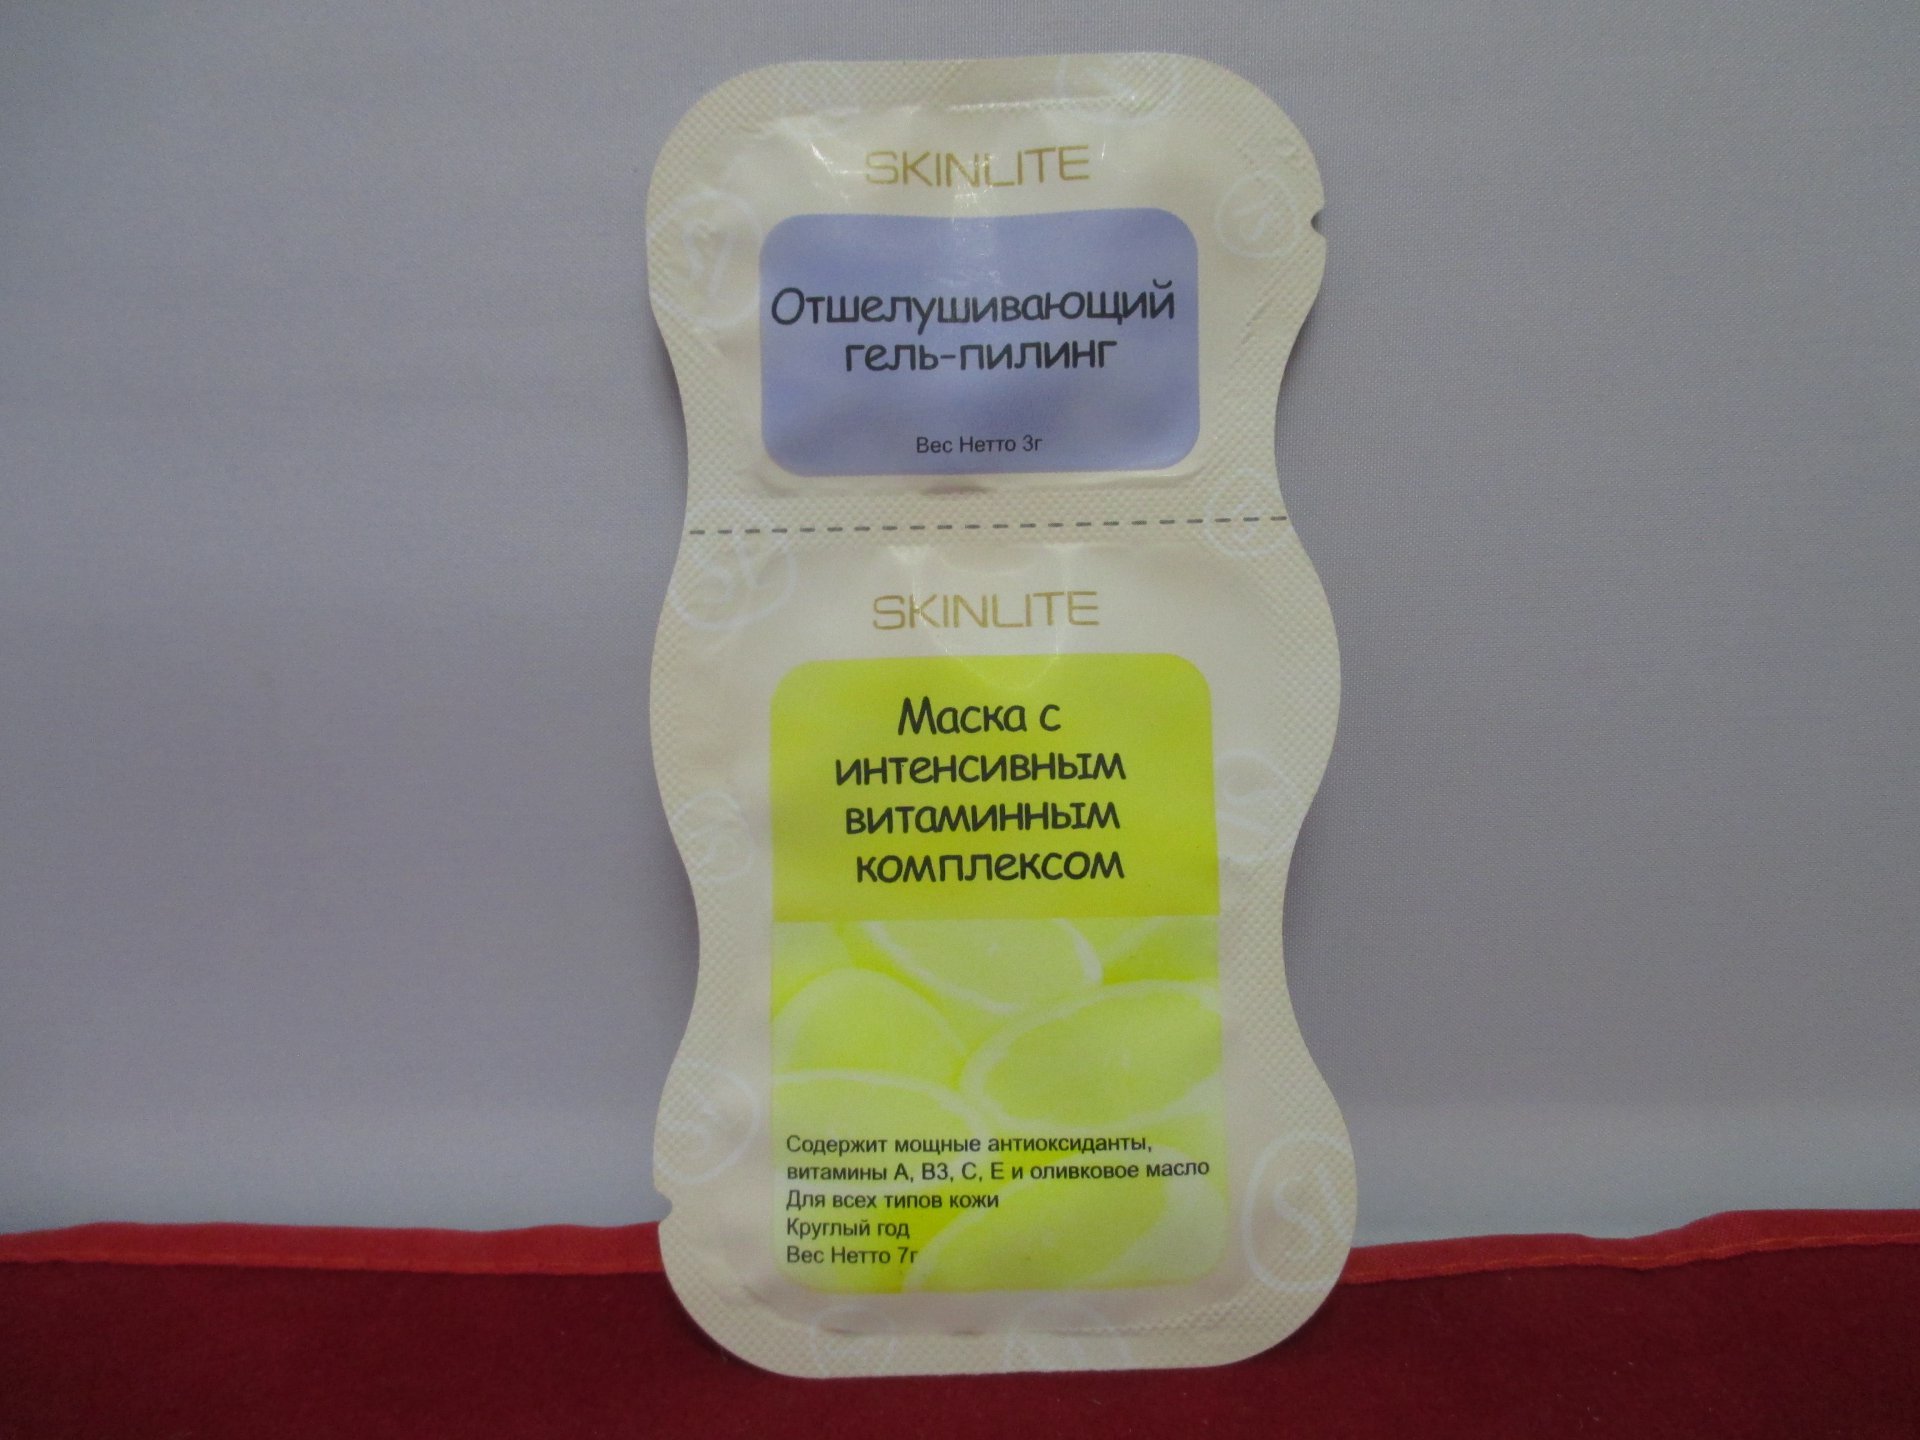 SKINLITE
Отшелушивающий
гель-пилинг
Вес Нетто 3г
SKINLITE
Маска с
интенсивным
витаминным
комплексом
Содержит мощные антиоксиданты,
витамины А, В3, С, Е и оливковое масло
Для всех типов кожи
Круглый год
Вес Нетто 7г